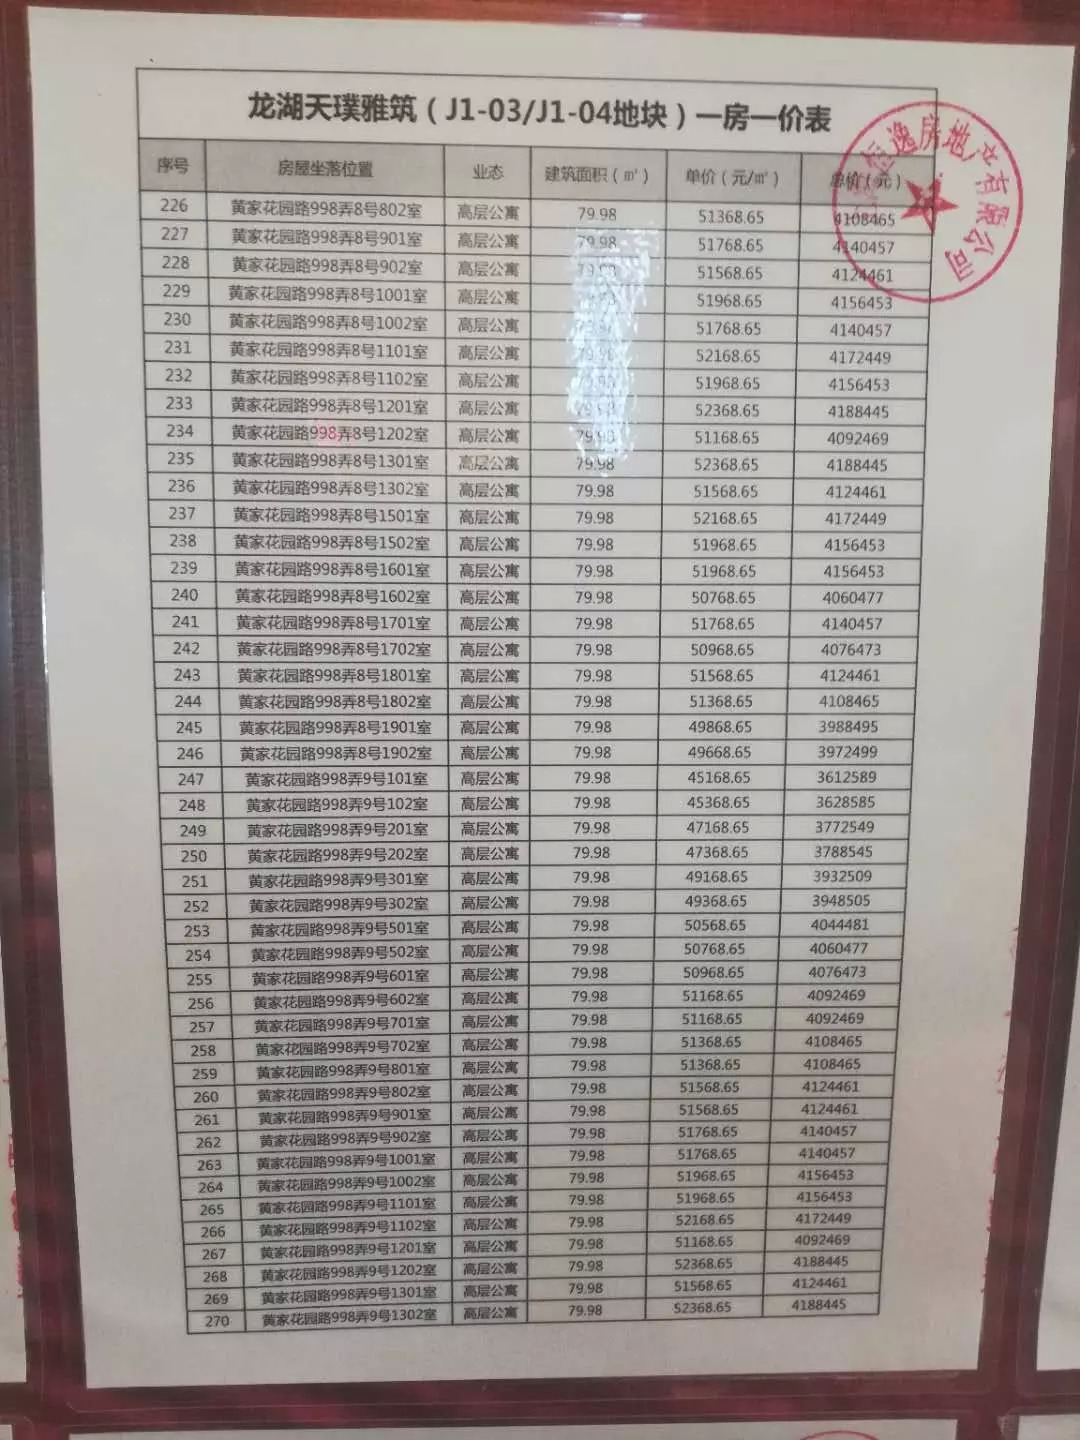 龙湖天璞雅筑（J1-03/J1-04地块）一房一价表
序号 房屋坐落位置 业态 建筑面积（㎡） 单价（元/㎡） 总价（元）
226 黄家花园路998弄8号802室 高层公寓 79.98 51368.65 4108465
227 黄家花园路998弄8号901室 高层公寓 79.98 51768.65 4140457
228 黄家花园路998弄8号902室 高层公寓 79.98 51568.65 4124461
229 黄家花园路998弄8号1001室 高层公寓 51968.65 4156453
230 黄家花园路998弄8号1002室 高层公寓 51768.65 4140457
231 黄家花园路998弄8号1101室 高层公寓 79.98 52168.65 4172449
232 黄家花园路998弄8号1102室 高层公寓 51968.65 4156453
233 黄家花园路998弄8号1201室 高层公寓 79.98 52368.65 4188445
234 黄家花园路998弄8号1202室 高层公寓 79.98 51168.65 4092469
235 黄家花园路998弄8号1301室 高层公寓 79.98 52368.65 4188445
236 黄家花园路998弄8号1302室 高层公寓 79.98 51568.65 4124461
237 黄家花园路998弄8号1501室 高层公寓 79.98 52168.65 4172449
238 黄家花园路998弄8号1502室 高层公寓 79.98 51968.65 4156453
239 黄家花园路998弄8号1601室 高层公寓 79.98 51968.65 4156453
240 黄家花园路998弄8号1602室 高层公寓 79.98 50768.65 4060477
241 黄家花园路998弄8号1701室 高层公寓 79.98 51768.65 4140457
242 黄家花园路998弄8号1702室 高层公寓 79.98 50968.65 4076473
243 黄家花园路998弄8号1801室 高层公寓 79.98 51568.65 4124461
244 黄家花园路998弄8号1802室 高层公寓 79.98 51368.65 4108465
245 黄家花园路998弄8号1901室 高层公寓 79.98 49868.65 3988495
246 黄家花园路998弄8号1902室 高层公寓 79.98 49668.65 3972499
247 黄家花园路998弄9号101室 高层公寓 79.98 45168.65 3612589
248 黄家花园路998弄9号102室 高层公寓 79.98 45368.65 3628585
249 黄家花园路998弄9号201室 高层公寓 79.98 47168.65 3772549
250 黄家花园路998弄9号202室 高层公寓 79.98 47368.65 3788545
251 黄家花园路998弄9号301室 高层公寓 79.98 49168.65 3932509
252 黄家花园路998弄9号302室 高层公寓 79.98 49368.65 3948505
253 黄家花园路998弄9号501室 高层公寓 79.98 50568.65 4044481
254 黄家花园路998弄9号502室 高层公寓 79.98 50768.65 4060477
255 黄家花园路998弄9号601室 高层公寓 79.98 50968.65 4076473
256 黄家花园路998弄9号602室 高层公寓 79.98 51168.65 4092469
257 黄家花园路998弄9号701室 高层公寓 79.98 51168.65 4092469
258 黄家花园路998弄9号702室 高层公寓 79.98 51368.65 4108465
259 黄家花园路998弄9号801室 高层公寓 79.98 51368.65 4108465
260 黄家花园路998弄9号802室 高层公寓 79.98 51568.65 4124461
261 黄家花园路998弄9号901室 高层公寓 79.98 51568.65 4124461
262 黄家花园路998弄9号902室 高层公寓 79.98 51768.65 4140457
263 黄家花园路998弄9号1001室 高层公寓 79.98 51768.65 4140457
264 黄家花园路998弄9号1002室 高层公寓 79.98 51968.65 4156453
265 黄家花园路998弄9号1101室 高层公寓 79.98 51968.65 4156453
266 黄家花园路998弄9号1102室 高层公寓 79.98 52168.65 4172449
267 黄家花园路998弄9号1201室 高层公寓 79.98 51168.65 4092469
268 黄家花园路998弄9号1202室 高层公寓 79.98 52368.65 4188445
269 黄家花园路998弄9号1301室 高层公寓 79.98 51568.65 4124461
270 黄家花园路998弄9号1302室 高层公寓 79.98 52368.65 4188445
逸房地产有限公司